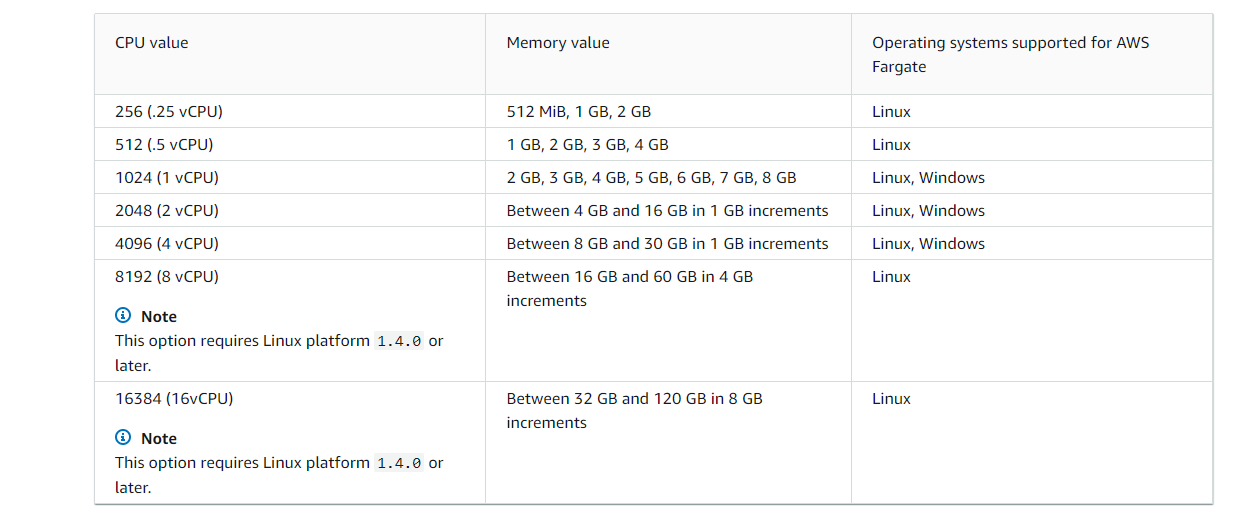 CPU value
Memory value
Operating systems supported for AWS
Fargate
256 (.25 vCPU)
512 MiB, 1 GB, 2 GB
Linux
512 (.5 vCPU)
1 GB, 2 GB, 3 GB, 4 GB
Linux
1024 (1 vCPU)
2 GB, 3 GB, 4 GB, 5 GB, 6 GB, 7 GB, 8 GB
Linux, Windows
2048 (2 vCPU)
Between 4 GB and 16 GB in 1 GB increments
Linux, Windows
4096 (4 vCPU)
Between 8 GB and 30 GB in 1 GB increments
Linux, Windows
8192 (8 vCPU)
Note
This option requires Linux platform 1.4.0 or
later.
Between 16 GB and 60 GB in 4 GB
increments
Linux
16384 (16vCPU)
Note
This option requires Linux platform 1.4.0 or
later.
Between 32 GB and 120 GB in 8 GB
increments
Linux